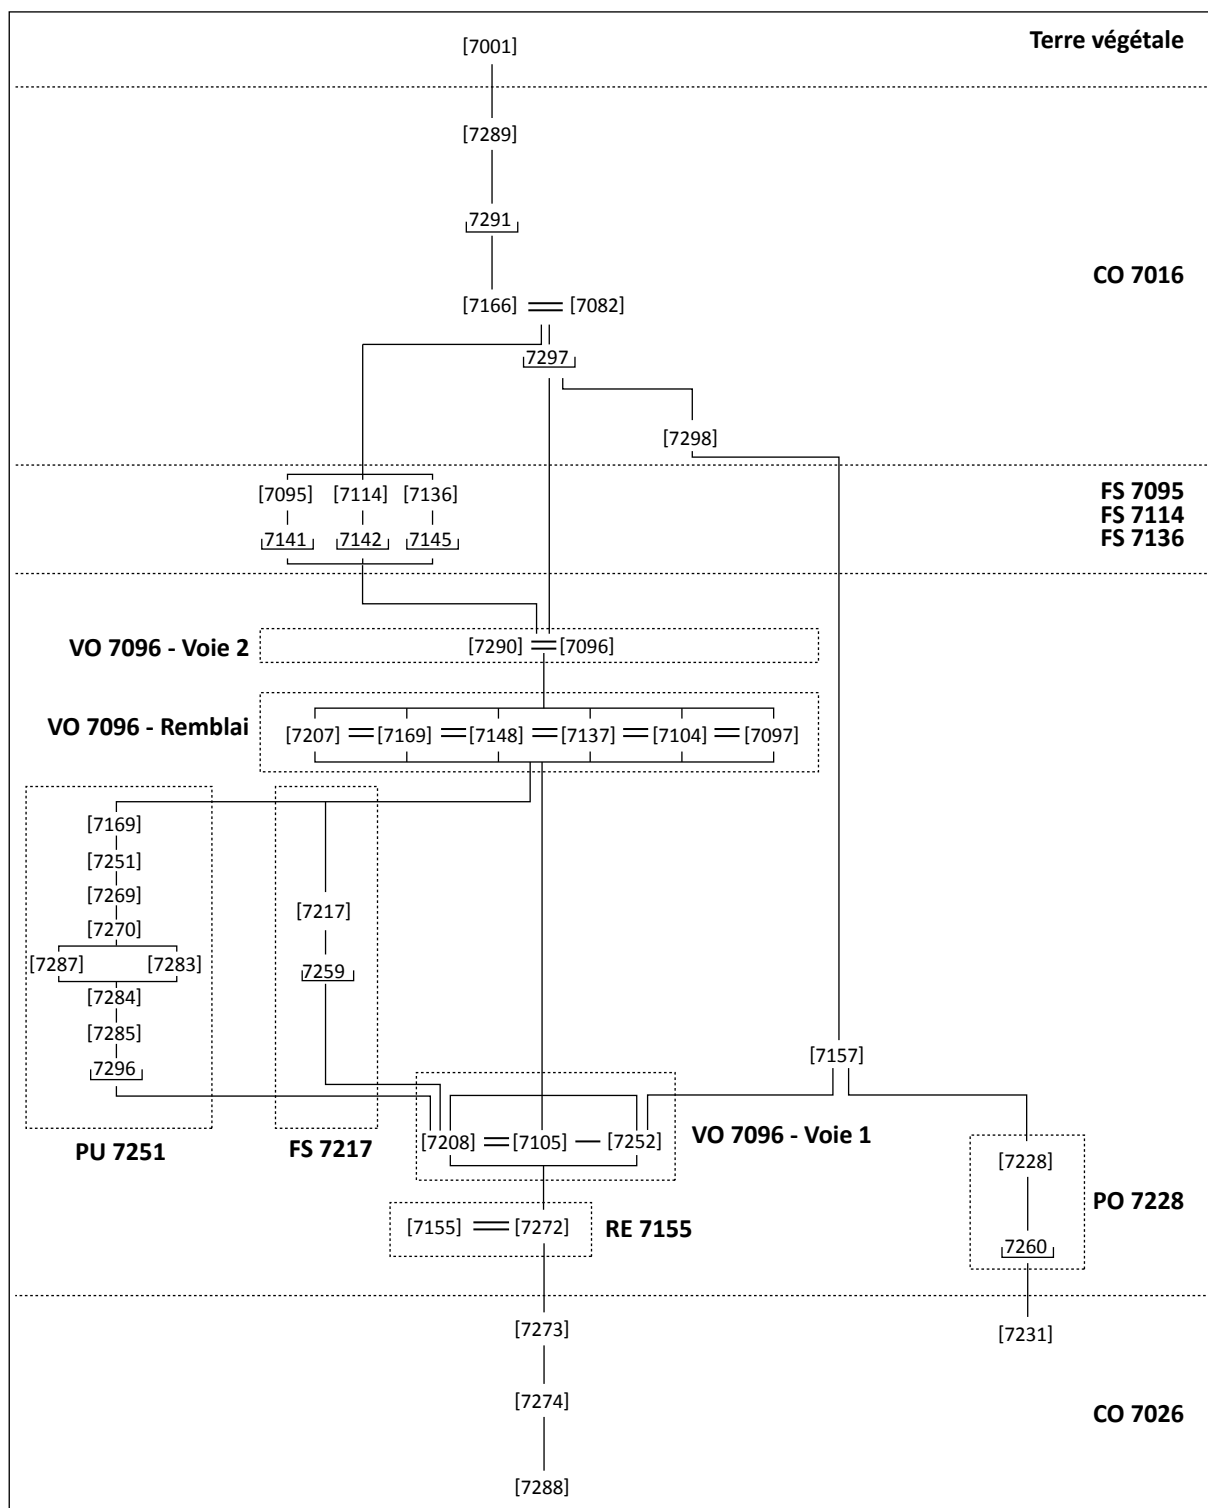 [7001]
Terre végétale
[7289]
7291
CO 7016
[7166] [7082]
7297
[7298]
[7095] [7114] [7136]
FS 7095
FS 7114
FS 7136
7141 7142 7145
VO 7096 - Voie 2
[7290] [7096]
VO 7096 - Remblai
[7207] [7169] [7148] [7137] [7104] [7097]
[7169]
[7251]
[7269]
[7270]
[7287] [7283]
[7284]
[7285]
7296
PU 7251
[7217]
7259
FS 7217
[7157]
[7208] [7105] [7252]
VO 7096 - Voie 1
[7228]
7260
PO 7228
[7155] [7272]
RE 7155
[7273]
[7231]
[7274]
CO 7026
[7288]